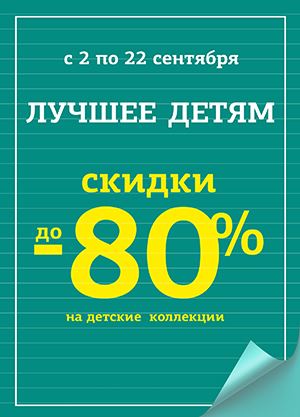 с 2 по 22 сентября
ЛУЧШЕЕ ДЕТЯМ
скидки
до
-80%
на детские коллекции